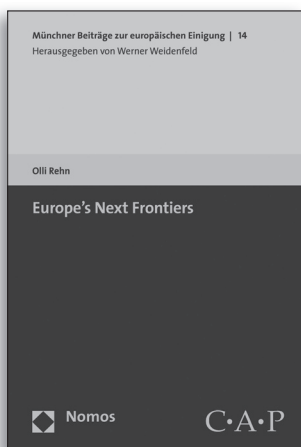 Münchner Beiträge zur europäischen Einigung | 14
Herausgegeben von Werner Weidenfeld
Olli Rehn
Europe's Next Frontiers
Nomos
C•A•P